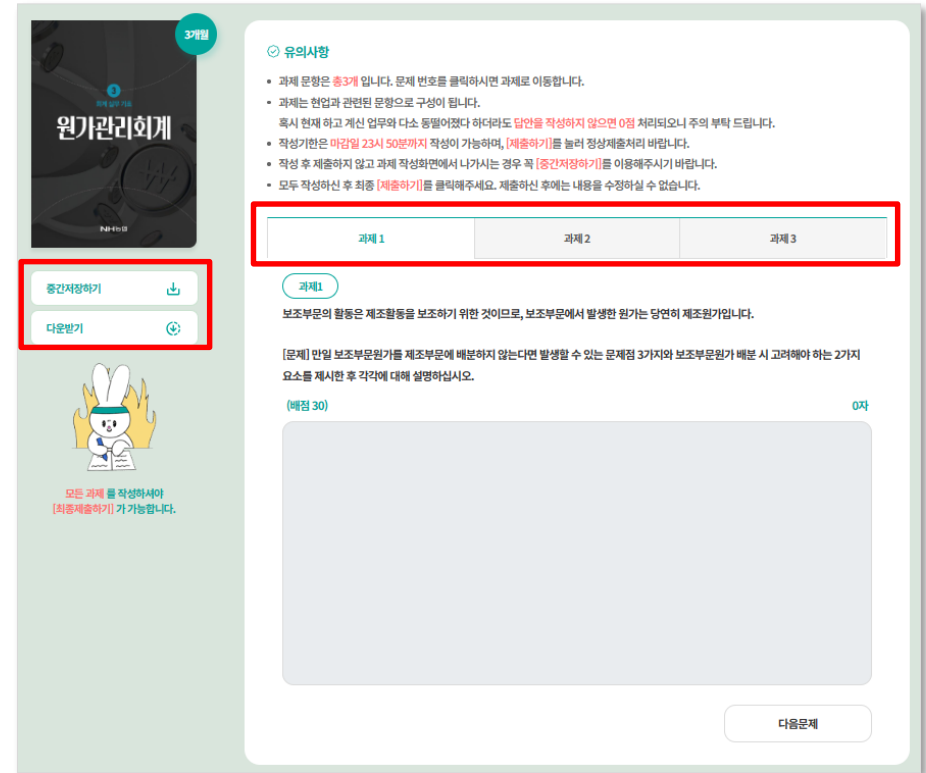 3개월
3
원가관리회계
중간저장하기
다운받기
모든 과제 를 작성하셔야
[최종제출하기] 가 가능합니다.
유의사항
• 과제 문항은 총3개 입니다. 문제 번호를 클릭하시면 과제로 이동합니다.
• 과제는 현업과 관련된 문항으로 구성이 됩니다.
혹시 현재 하고 계신 업무와 다소 동떨어졌다 하더라도 답안을 작성하지 않으면 0점 처리되오니 주의 부탁 드립니다.
• 작성기한은 마감일 23시 50분까지 작성이 가능하며, [제출하기]를 눌러 정상제출처리 바랍니다.
• 작성 후 제출하지 않고 과제 작성화면에서 나가시는 경우 꼭 [중간저장하기]를 이용해주시기 바랍니다.
• 모두 작성하신 후 최종 [제출하기]를 클릭해주세요. 제출하신 후에는 내용을 수정하실 수 없습니다.
과제 1 과제 2 과제 3
과제1
보조부문의 활동은 제조활동을 보조하기 위한 것이므로, 보조부문에서 발생한 원가는 당연히 제조원가입니다.
[문제] 만일 보조부문원가를 제조부문에 배분하지 않는다면 발생할 수 있는 문제점 3가지와 보조부문원가 배분 시 고려해야 하는 2가지
요소를 제시한 후 각각에 대해 설명하십시오.
(배점 30) 0자
다음문제